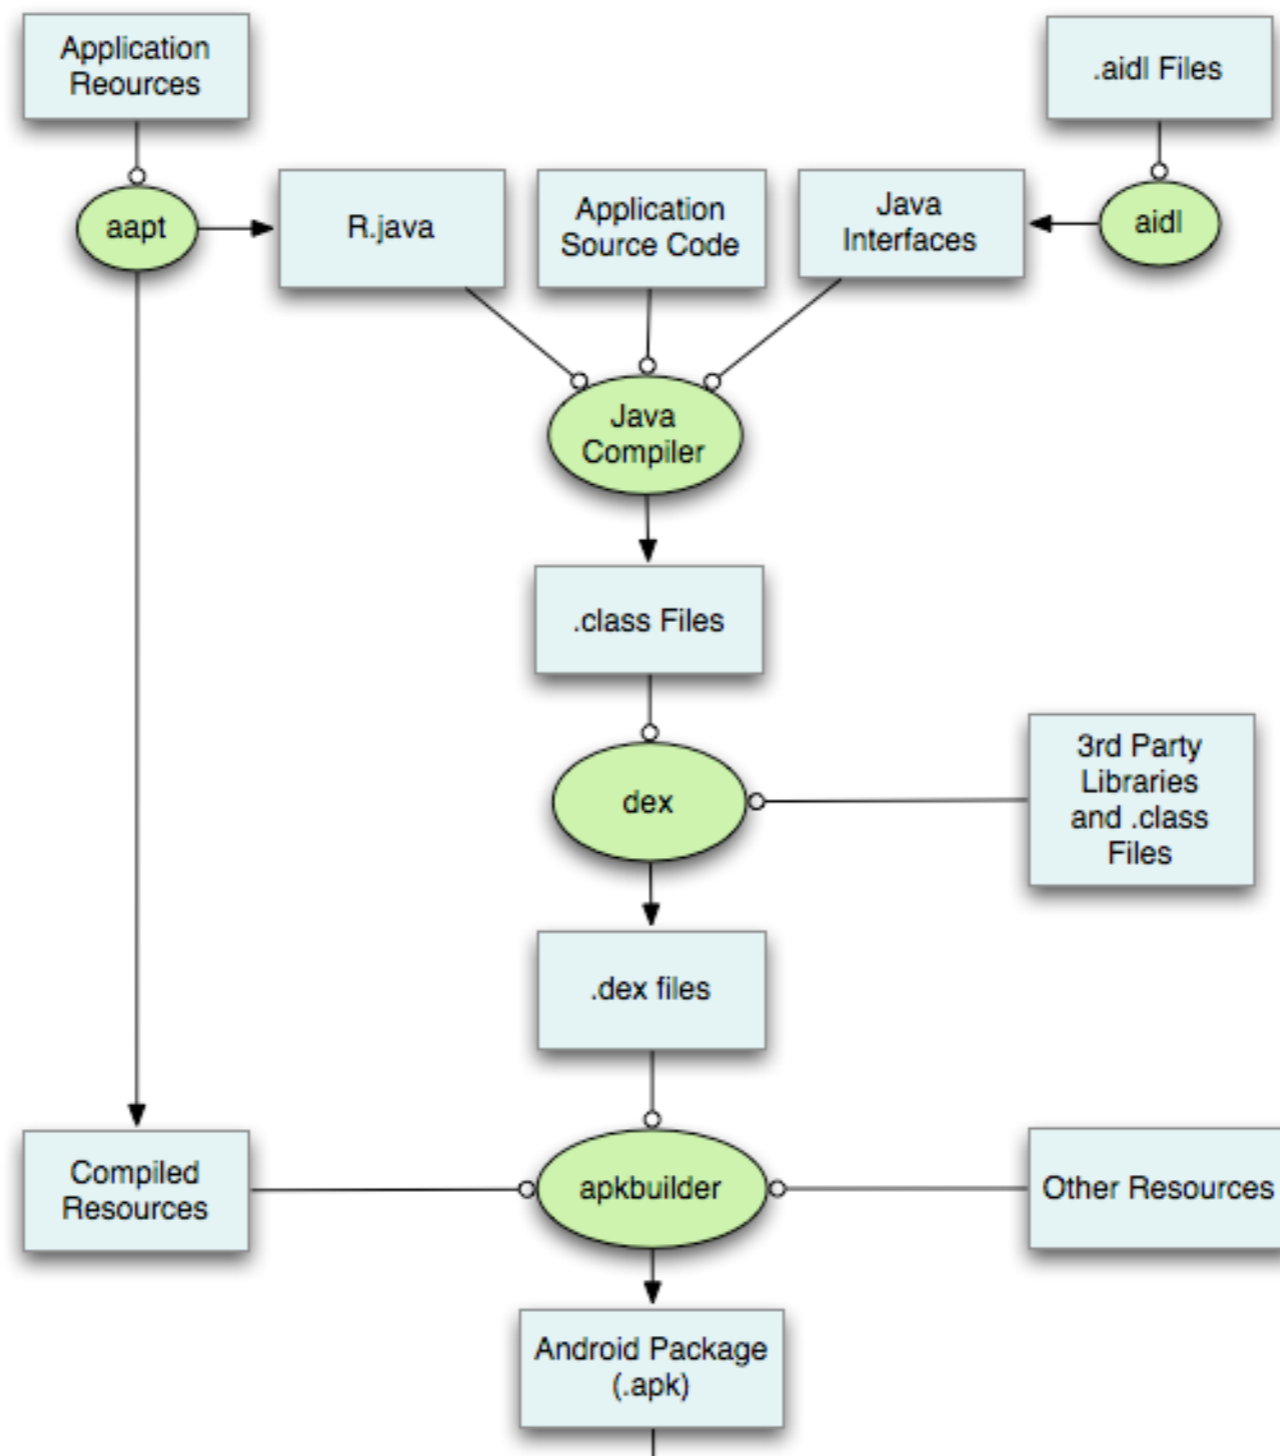 Application
Reources
.aidl Files
aapt
R.java
Application
Source Code
Java
Interfaces
aidl
Java
Compiler
.class Files
dex
3rd Party
Libraries
and .class
Files
.dex files
Compiled
Resources
apkbuilder
Other Resources
Android Package
(.apk)